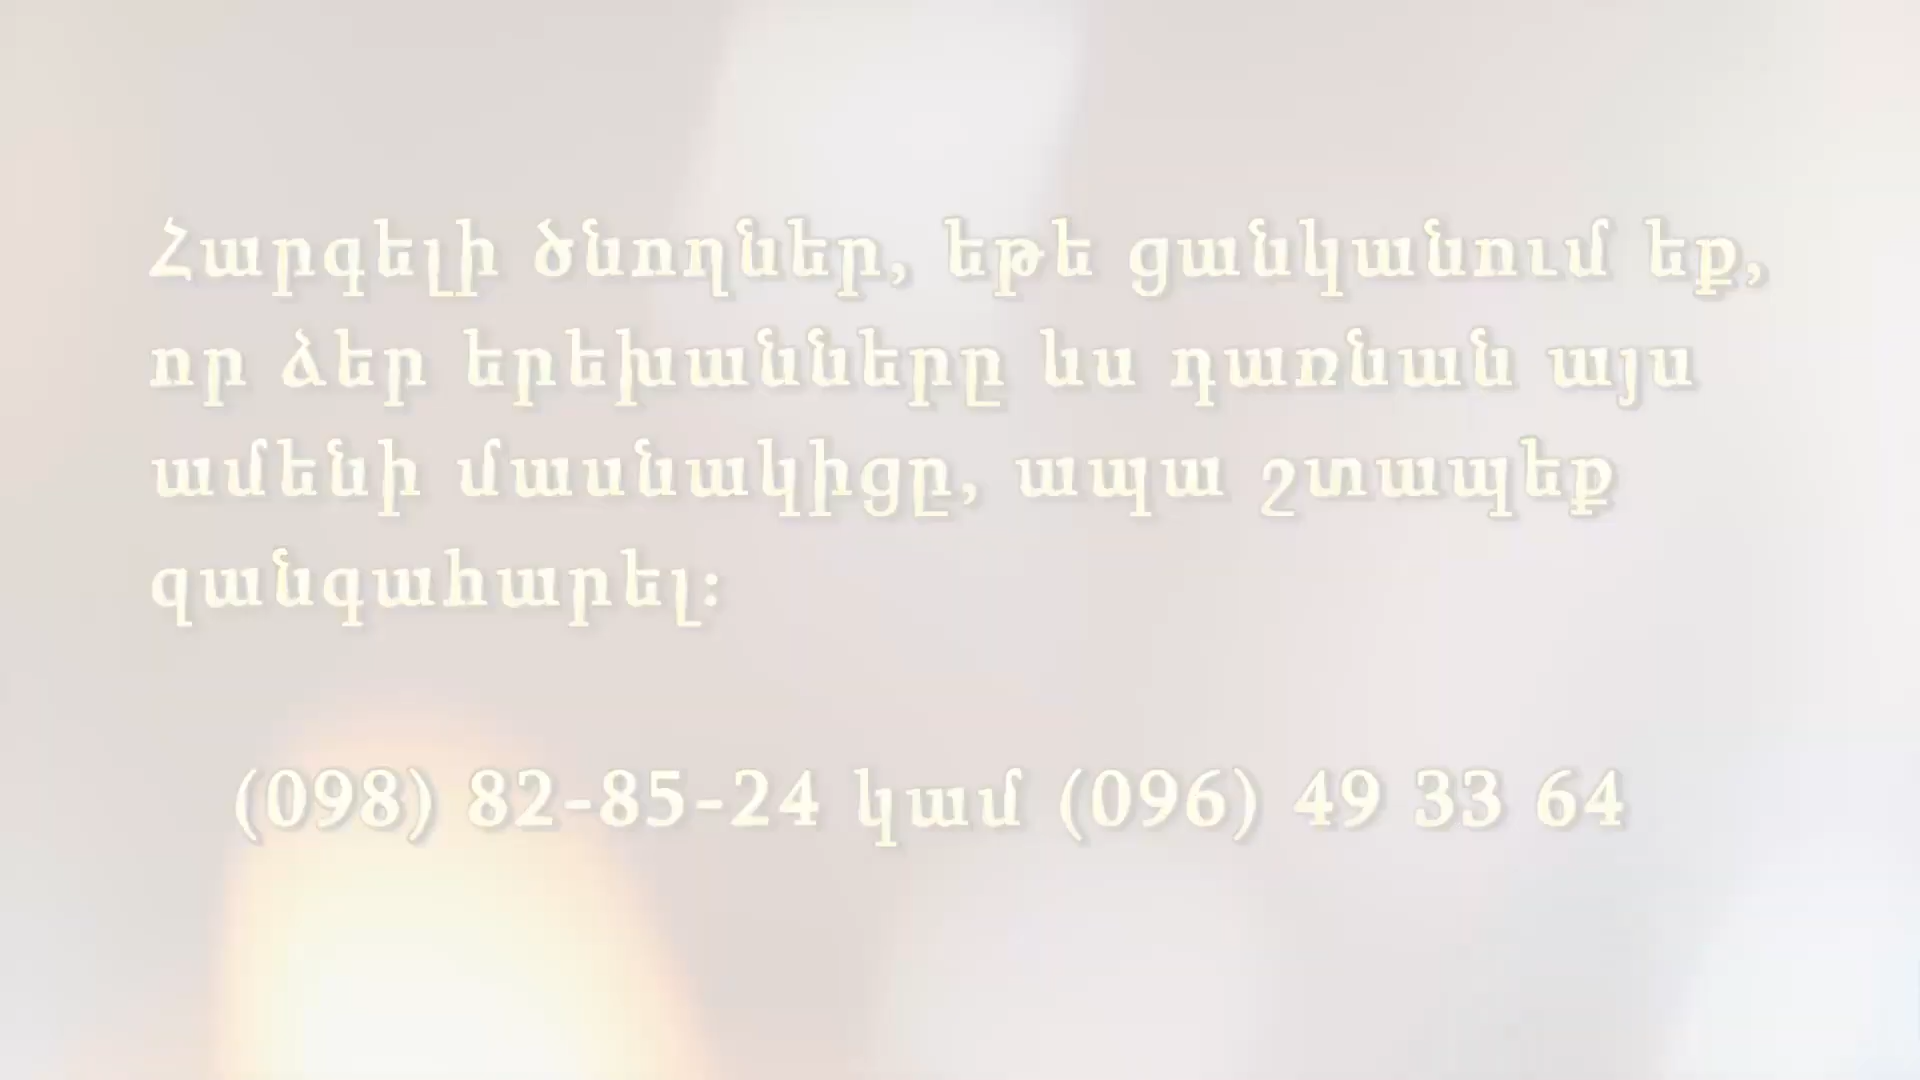 Հարգելի ծնողներ, եթե ցանկանում եք,
որ ձեր երեխաները ևս դառնան այս
ամենի մասնակիցը, ապա շտապեք
զանգահարել:
(098) 82-85-24 կամ (096) 49 33 64